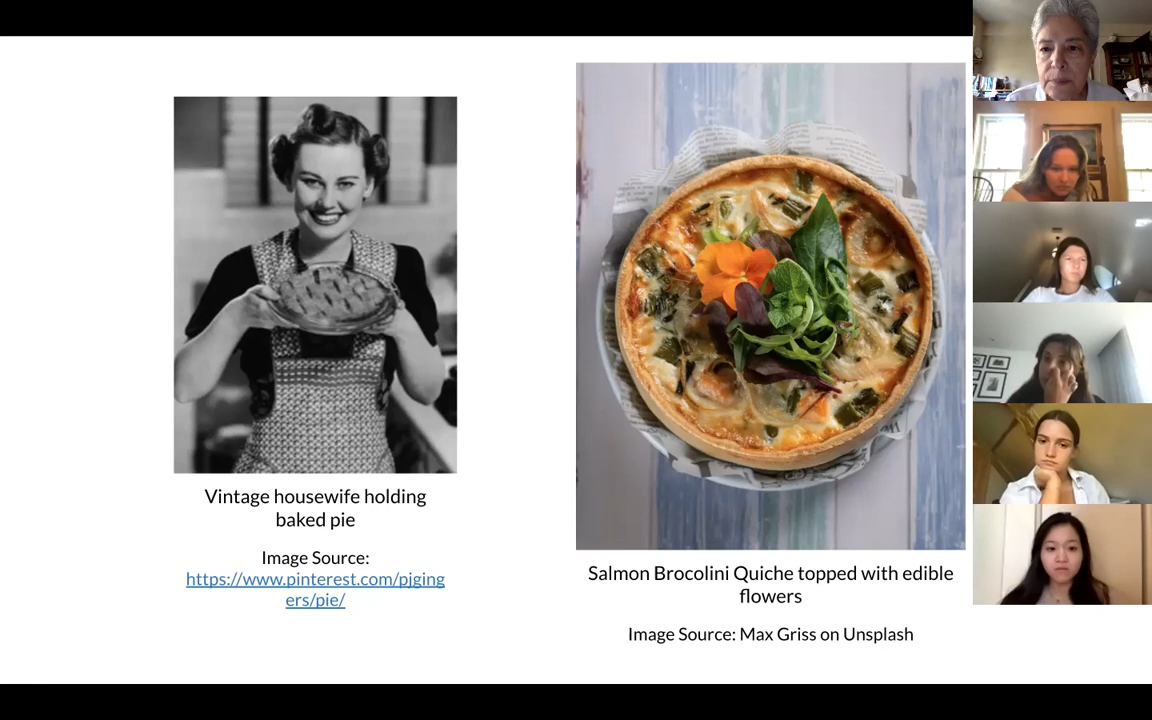 Vintage housewife holding
baked pie
Image Source:
https://www.pinterest.com/pjging
ers/pie/
Salmon Brocolini Quiche topped with edible
flowers
Image Source: Max Griss on Unsplash